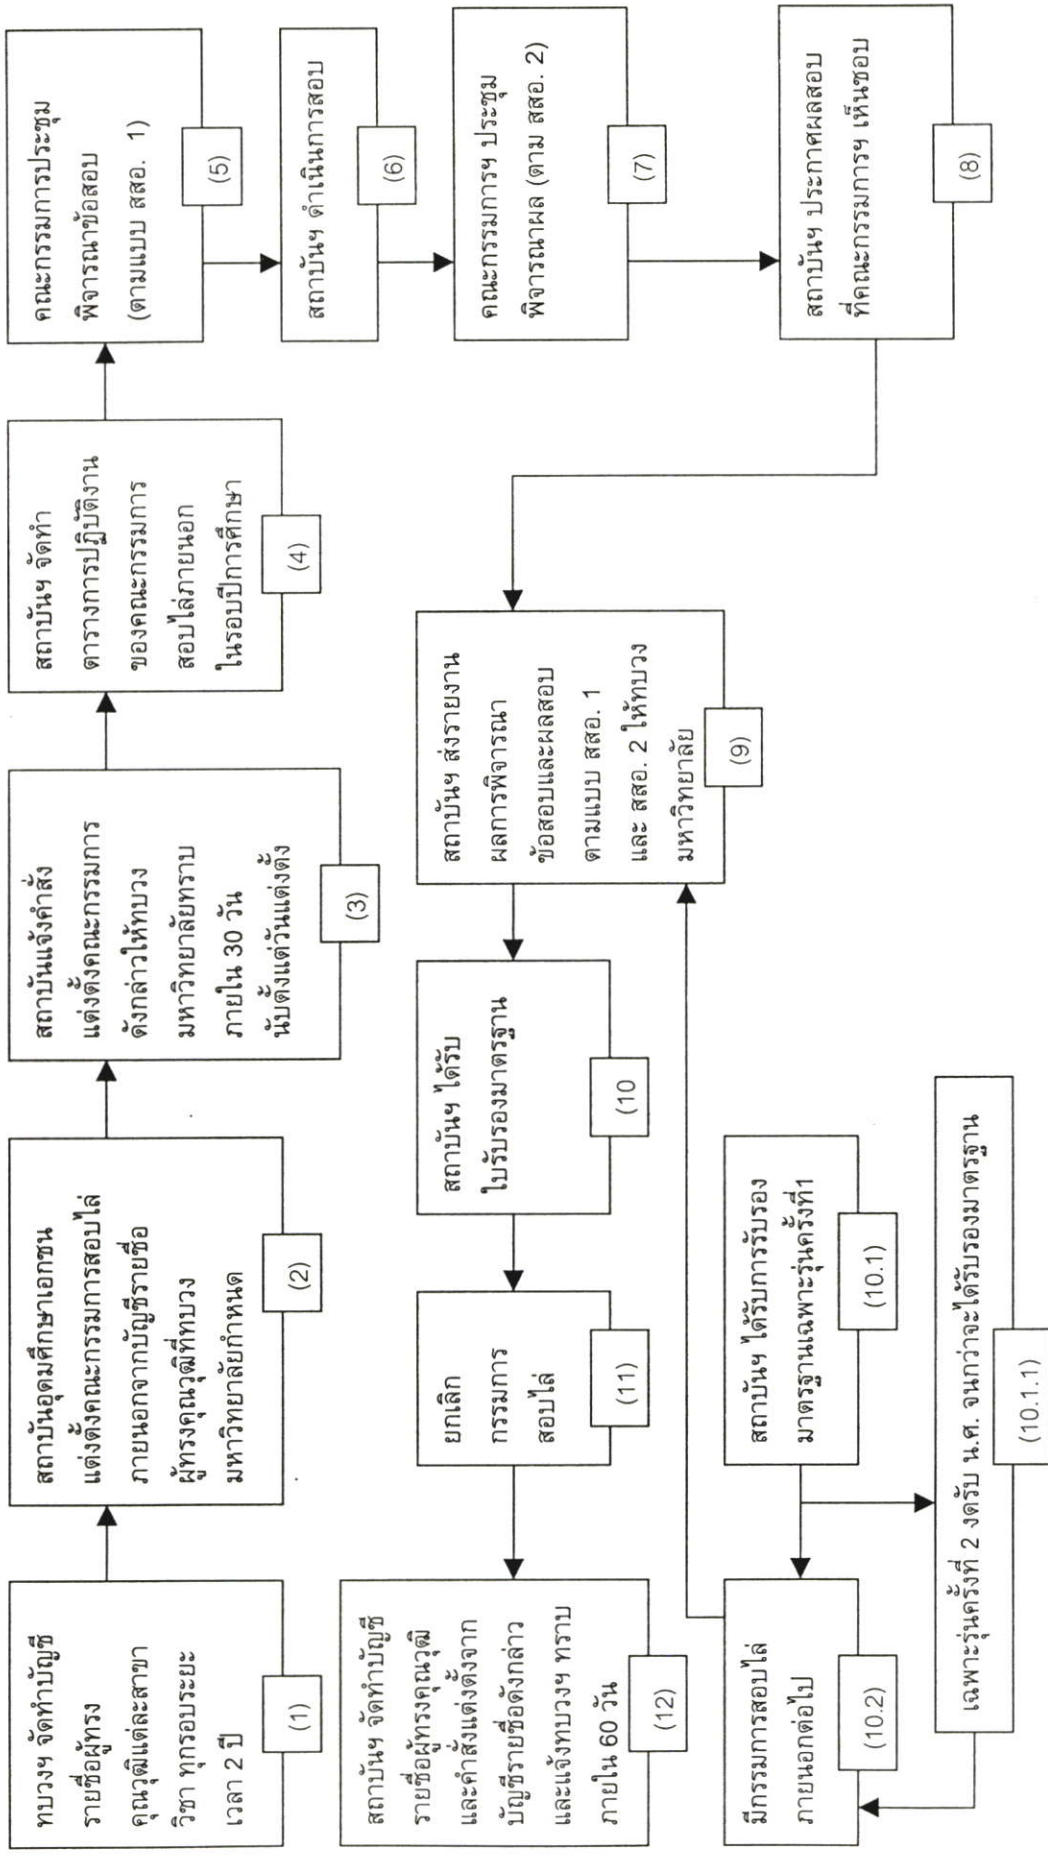 ทบวงฯ จัดทำบัญชี
รายชื่อผู้ทรง
คุณวุฒิแต่ละสาขา
วิชา ทุกรอบระยะ
เวลา 2 ปี
(1)
สถาบันอุดมศึกษาเอกชน
แต่งตั้งคณะกรรมการสอบไล่
ภายนอกจากบัญชีรายชื่อ
ผู้ทรงคุณวุฒิที่ทบวง
มหาวิทยาลัยกำหนด
(2)
สถาบันแจ้งคำสั่ง
แต่งตั้งคณะกรรมการ
ดังกล่าวให้ทบวง
มหาวิทยาลัยทราบ
ภายใน 30 วัน
นับตั้งแต่วันแต่งตั้ง
(3)
สถาบันฯ จัดทำ
ตารางการปฏิบัติงาน
ของคณะกรรมการ
สอบไล่ภายนอก
ในรอบปีการศึกษา
(4)
คณะกรรมการประชุม
พิจารณาข้อสอบ
(ตามแบบ สสอ. 1)
(5)
สถาบันฯ ดำเนินการสอบ
(6)
คณะกรรมการฯ ประชุม
พิจารณาผล (ตาม สสอ. 2)
(7)
สถาบันฯ ประกาศผลสอบ
ที่คณะกรรมการฯ เห็นชอบ
(8)
สถาบันฯ ส่งรายงาน
ผลการพิจารณา
ข้อสอบและผลสอบ
ตามแบบ สสอ. 1
และ สสอ. 2 ให้ทบวง
มหาวิทยาลัย
(9)
สถาบันฯ ได้รับ
ใบรับรองมาตรฐาน
(10
ยกเลิก
กรรมการ
สอบไล่
(11)
สถาบันฯ จัดทำบัญชี
รายชื่อผู้ทรงคุณวุฒิ
และคำสั่งแต่งตั้งจาก
บัญชีรายชื่อดังกล่าว
และแจ้งทบวงฯ ทราบ
ภายใน 60 วัน
(12)
สถาบันฯ ได้รับการรับรอง
มาตรฐานเฉพาะรุ่นครั้งที่1
(10.1)
มีกรรมการสอบไล่
ภายนอกต่อไป
(10.2)
เฉพาะรุ่นครั้งที่ 2 งดรับ น.ศ. จนกว่าจะได้รับรองมาตรฐาน
(10.1.1)